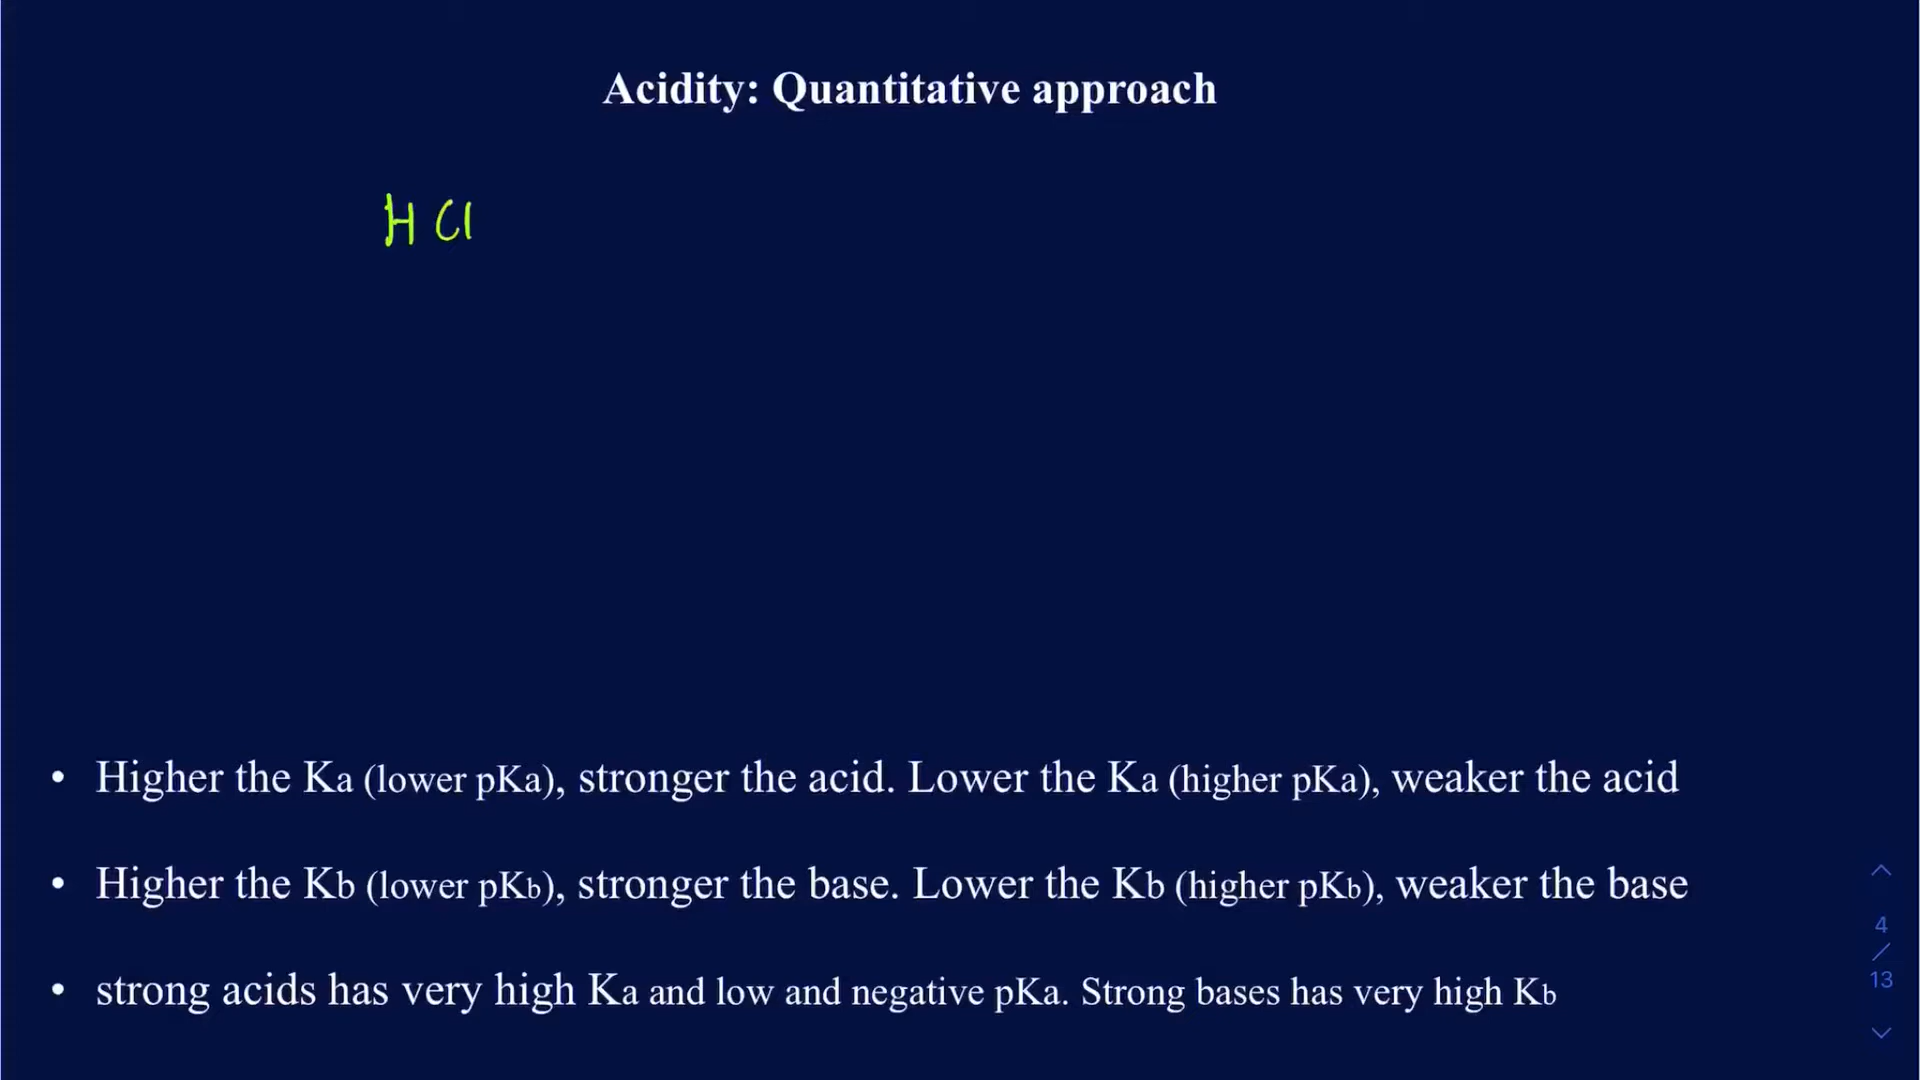 Acidity: Quantitative approach
H Cl
• Higher the Ka (lower pKa), stronger the acid. Lower the Ka (higher pKa), weaker the acid
• Higher the Kb (lower pKb), stronger the base. Lower the Kb (higher pKb), weaker the base
• strong acids has very high Ka and low and negative pKa. Strong bases has very high Kb
4
/
13